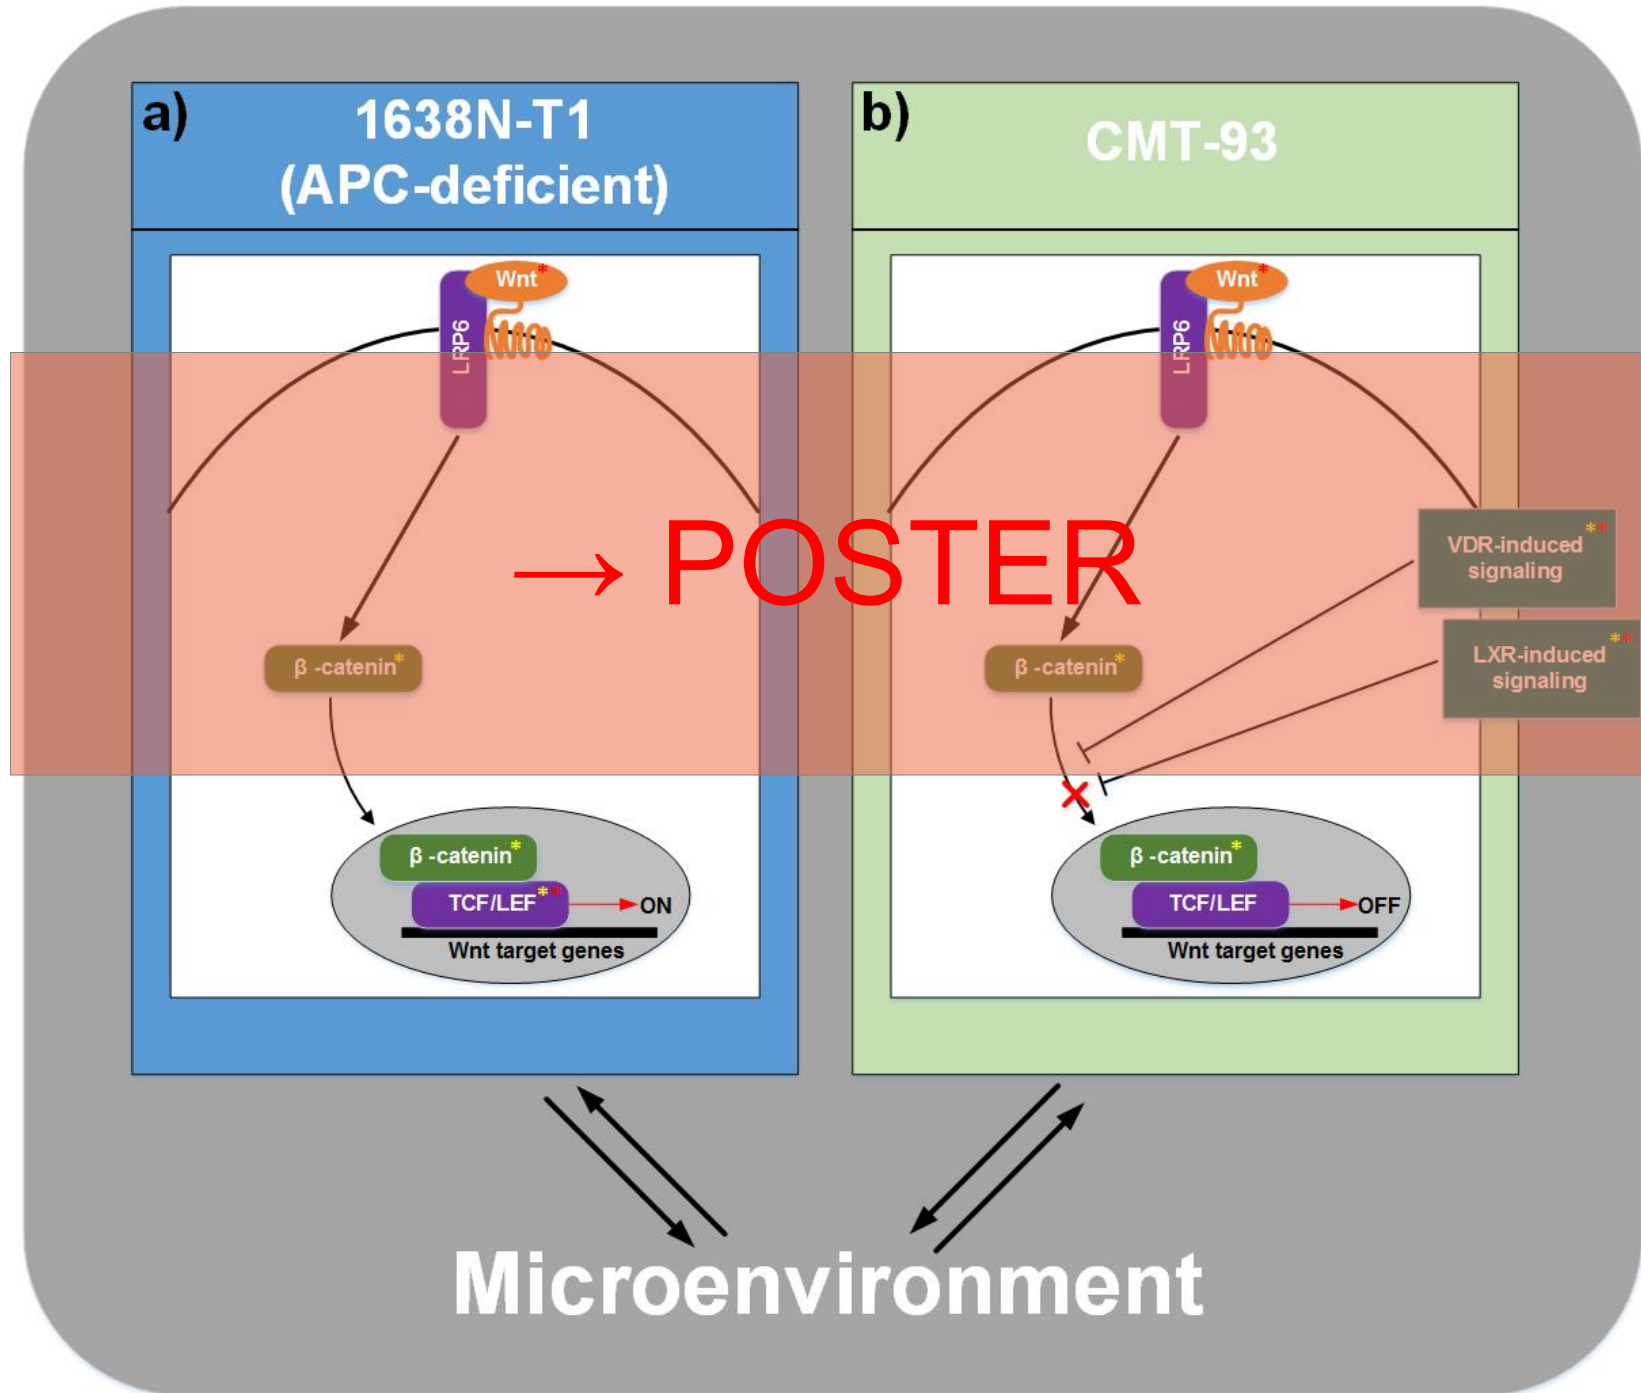 a)
1638N-T1
(APC-deficient)
Wnt*
LRP6
β -catenin*
β -catenin*
TCF/LEF**
ON
Wnt target genes
b)
CMT-93
Wnt*
LRP6
VDR-induced**
signaling
LXR-induced**
signaling
β -catenin*
β -catenin*
TCF/LEF
OFF
Wnt target genes
→ POSTER
Microenvironment